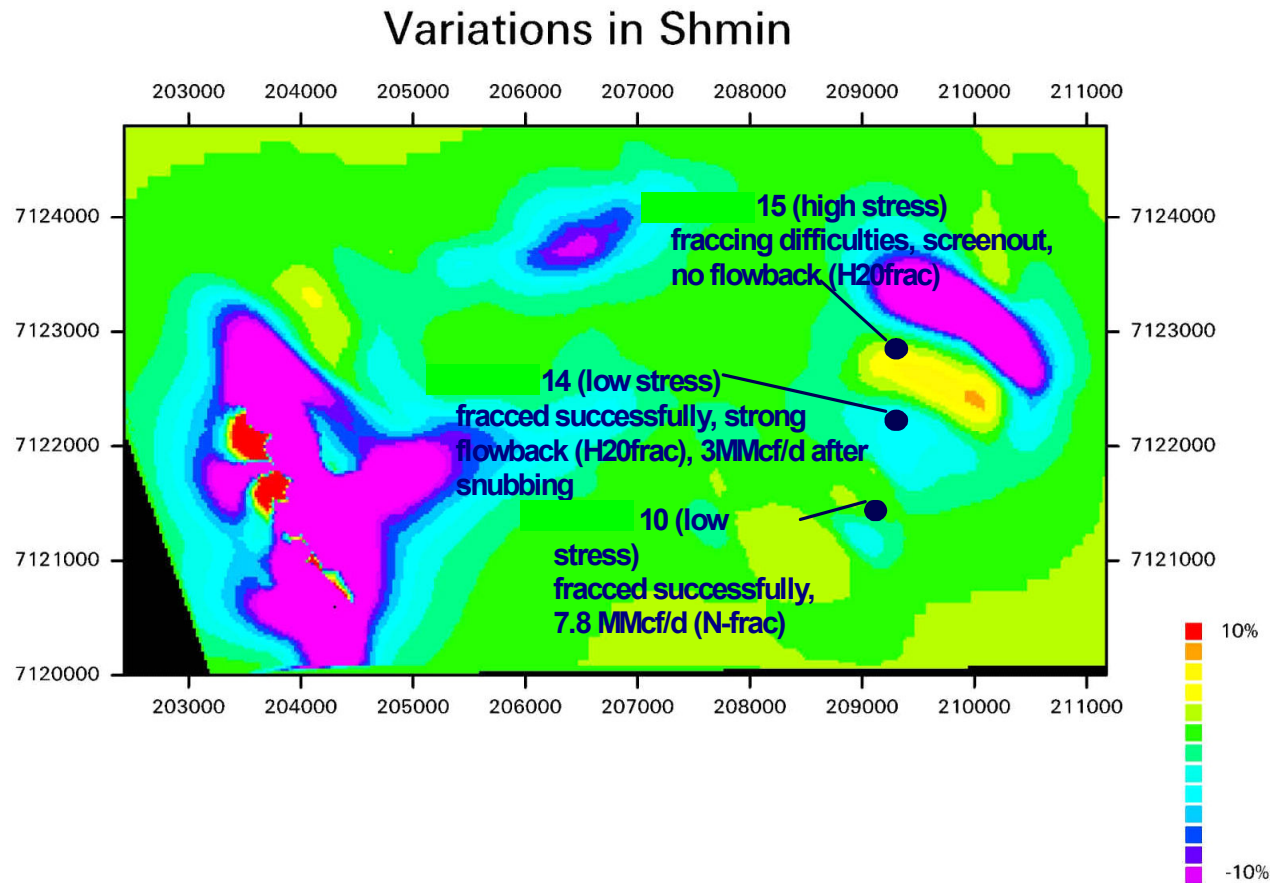 Variations in Shmin
203000 204000 205000 206000 207000 208000 209000 210000 211000
7124000
7123000
7122000
7121000
7120000
15 (high stress)
fraccing difficulties, screenout,
no flowback (H20frac)
14 (low stress)
fracced successfully, strong
flowback (H20frac), 3MMcf/d after
snubbing
10 (low
stress)
fracced successfully,
7.8 MMcf/d (N-frac)
7124000
7123000
7122000
7121000
203000 204000 205000 206000 207000 208000 209000 210000 211000
10%
-10%